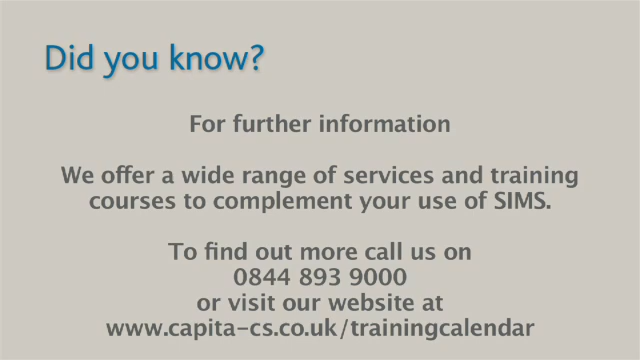 Did you know?
For further information
We offer a wide range of services and training
courses to complement your use of SIMS.
To find out more call us on
0844 893 9000
or visit our website at
www.capita-cs.co.uk/trainingcalendar